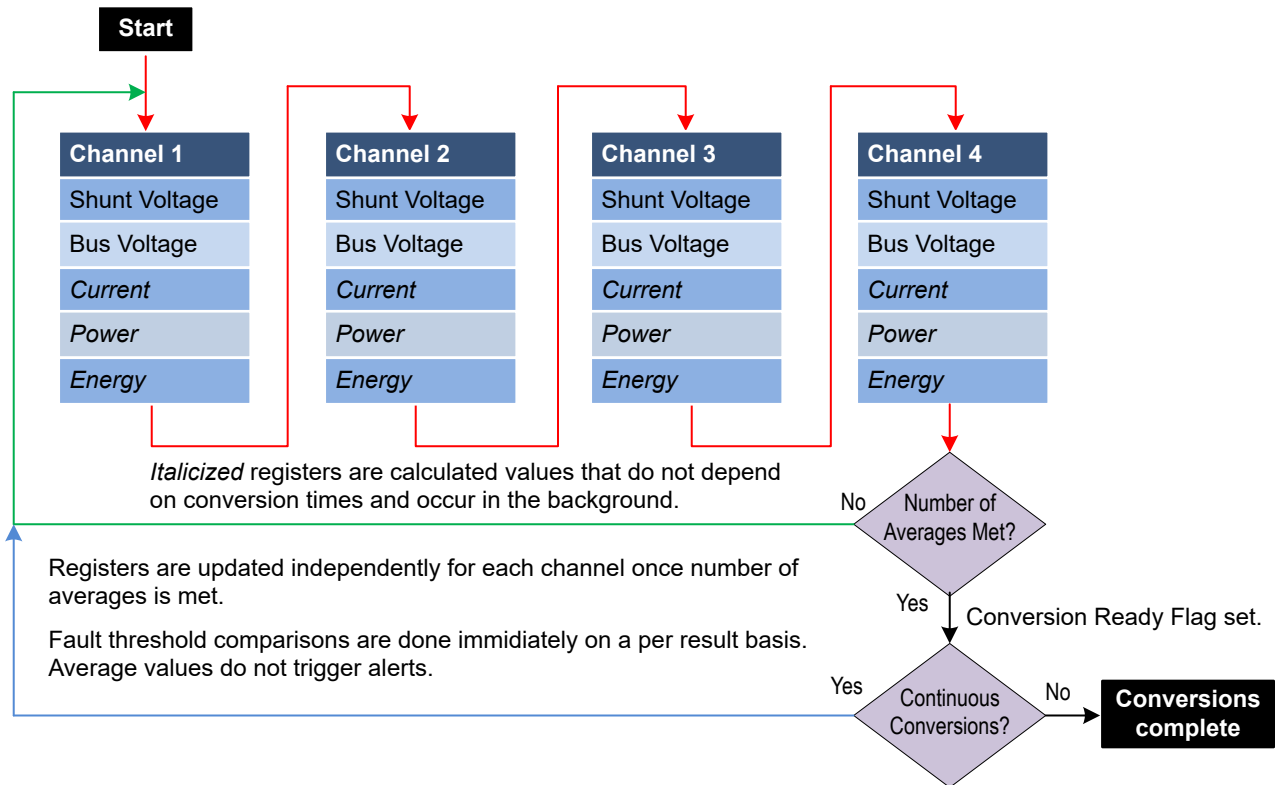 Start
Channel 1
Shunt Voltage
Bus Voltage
Current
Power
Energy
Channel 2
Shunt Voltage
Bus Voltage
Current
Power
Energy
Channel 3
Shunt Voltage
Bus Voltage
Current
Power
Energy
Channel 4
Shunt Voltage
Bus Voltage
Current
Power
Energy
Italicized registers are calculated values that do not depend
on conversion times and occur in the background.
No
Number of
Averages Met?
Registers are updated independently for each channel once number of
averages is met.
Yes
Conversion Ready Flag set.
Fault threshold comparisons are done immidiately on a per result basis.
Average values do not trigger alerts.
Yes
Continuous
Conversions?
No
Conversions
complete